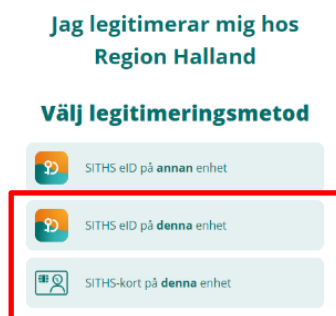 Jag legitimerar mig hos
Region Halland
Välj legitimeringsmetod
SITHS eID på annan enhet
SITHS eID på denna enhet
SITHS-kort på denna enhet